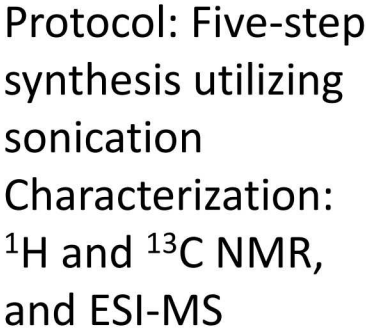 Protocol: Five-step
synthesis utilizing
sonication
Characterization:
¹H and ¹³C NMR,
and ESI-MS